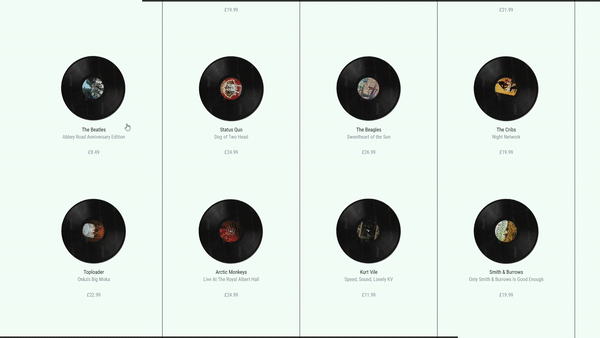 £19.99
£21.99
The Beatles
Abbey Road Anniversary Edition
£8.49
Status Quo
Dog of Two Head
£24.99
The Beagles
Sweetheart of the Sun
£26.99
The Cribs
Night Network
£19.99
Toploader
Onka's Big Moka
£22.99
Arctic Monkeys
Live At The Royal Albert Hall
£24.99
Kurt Vile
Speed, Sound, Lonely KV
£11.99
Smith & Burrows
Only Smith & Burrows Is Good Enough
£19.99